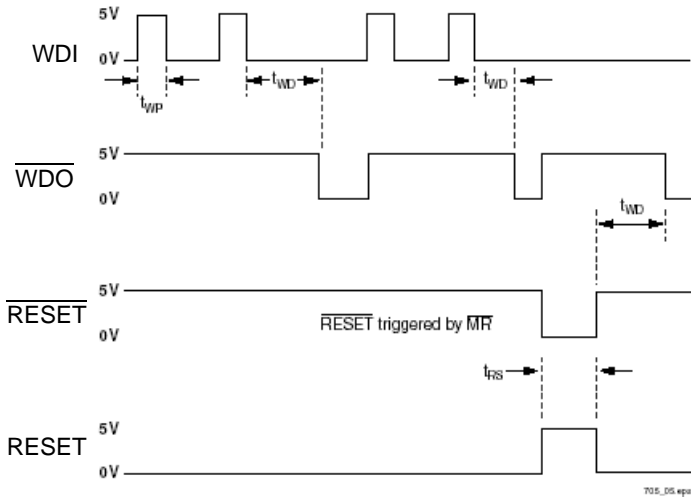 5V
WDI
0V
tWP
tWD
tWD
5V
WDO
0V
tWD
5V
RESET
0V
RESET triggered by MR
tRS
5V
RESET
0V
705_05.eps